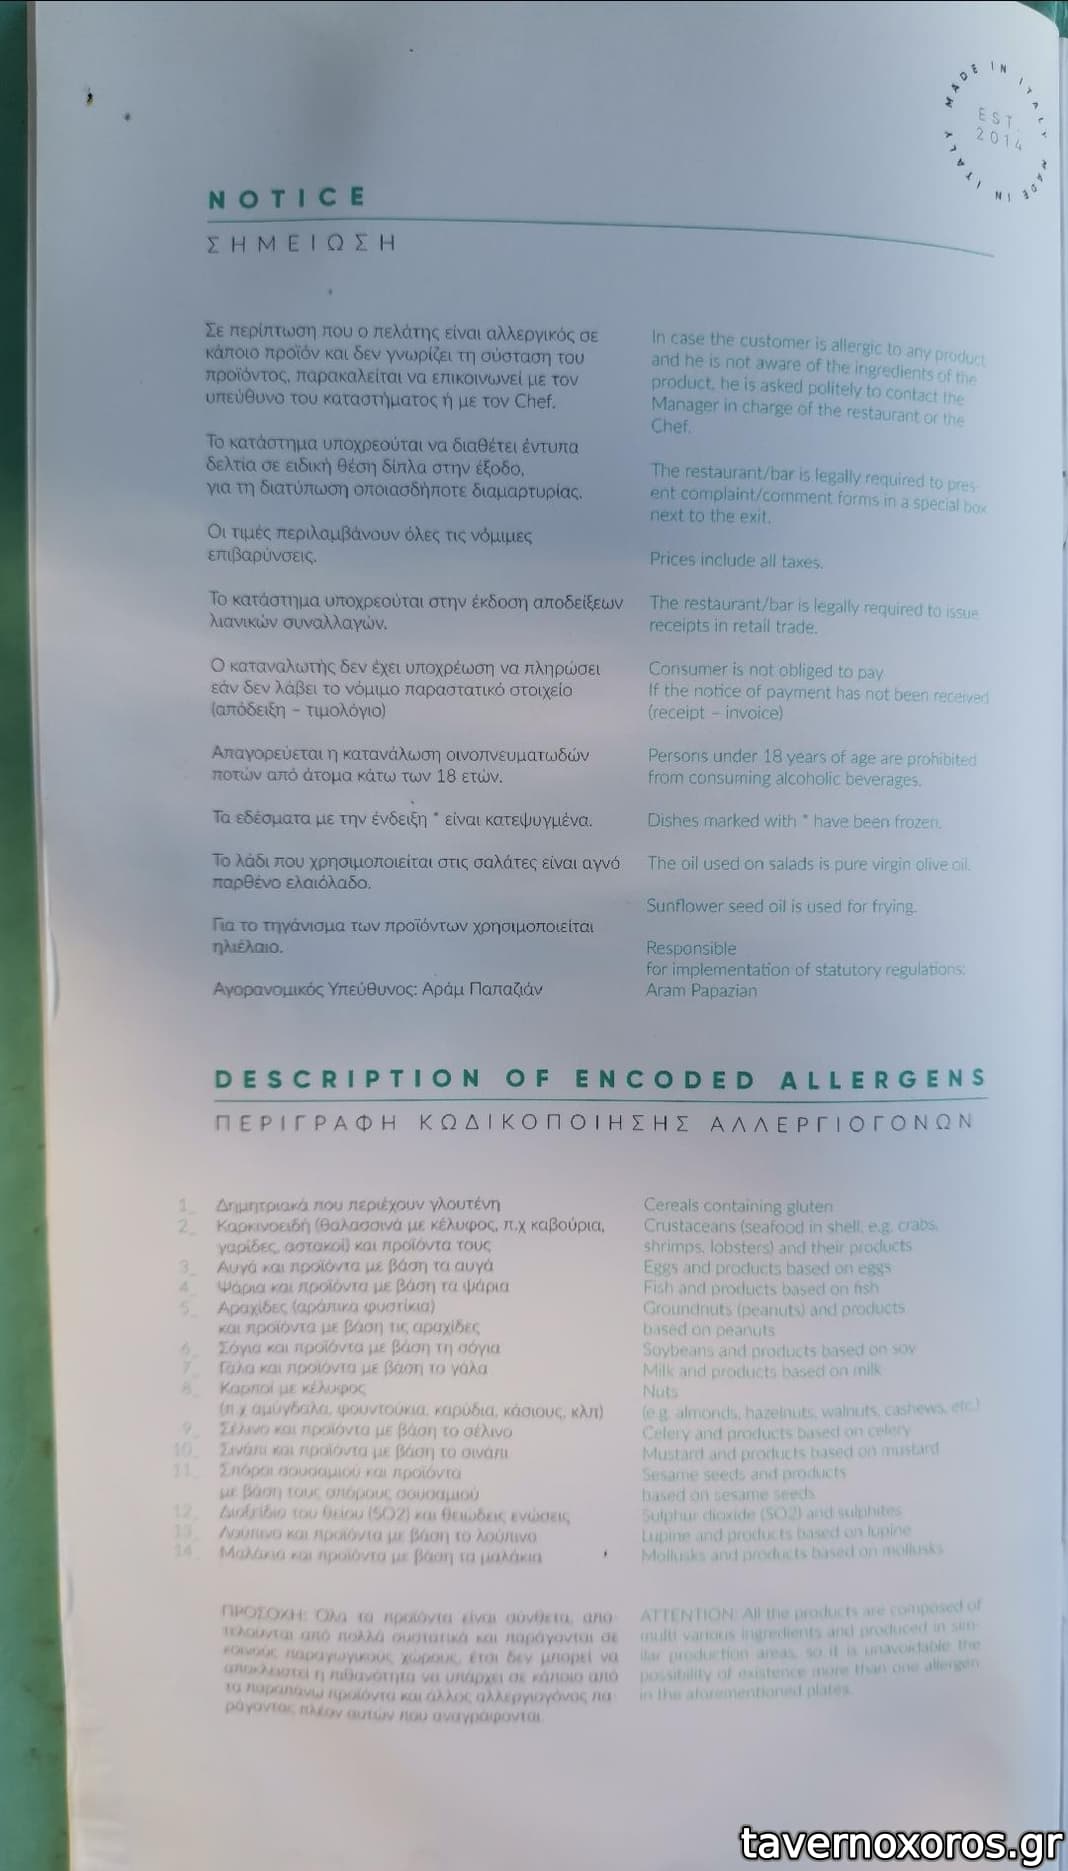 MADE IN ITALY MADE IN ITALY
EST.
2014
NOTICE
ΣΗΜΕΙΩΣΗ
Σε περίπτωση που ο πελάτης είναι αλλεργικός σε
κάποιο προϊόν και δεν γνωρίζει τη σύσταση του
προϊόντος, παρακαλείται να επικοινωνεί με τον
υπεύθυνο του καταστήματος ή με τον Chef.
Το κατάστημα υποχρεούται να διαθέτει έντυπα
δελτία σε ειδική θέση δίπλα στην έξοδο,
για τη διατύπωση οποιασδήποτε διαμαρτυρίας.
Οι τιμές περιλαμβάνουν όλες τις νόμιμες
επιβαρύνσεις.
Το κατάστημα υποχρεούται στην έκδοση αποδείξεων
λιανικών συναλλαγών.
Ο καταναλωτής δεν έχει υποχρέωση να πληρώσει
εάν δεν λάβει το νόμιμο παραστατικό στοιχείο
(απόδειξη – τιμολόγιο)
Απαγορεύεται η κατανάλωση οινοπνευματωδών
ποτών από άτομα κάτω των 18 ετών.
Τα εδέσματα με την ένδειξη * είναι κατεψυγμένα.
Το λάδι που χρησιμοποιείται στις σαλάτες είναι αγνό
παρθένο ελαιόλαδο.
Για το τηγάνισμα των προϊόντων χρησιμοποιείται
ηλιέλαιο.
Αγορανομικός Υπεύθυνος: Αράμ Παπαζιάν
In case the customer is allergic to any product
and he is not aware of the ingredients of the
product, he is asked politely to contact the
Manager in charge of the restaurant or the
Chef.
The restaurant/bar is legally required to pres-
ent complaint/comment forms in a special box
next to the exit.
Prices include all taxes.
The restaurant/bar is legally required to issue
receipts in retail trade.
Consumer is not obliged to pay
If the notice of payment has not been received
(receipt – invoice)
Persons under 18 years of age are prohibited
from consuming alcoholic beverages.
Dishes marked with * have been frozen.
The oil used on salads is pure virgin olive oil.
Sunflower seed oil is used for frying.
Responsible
for implementation of statutory regulations:
Aram Papazian
DESCRIPTION OF ENCODED ALLERGENS
ΠΕΡΙΓΡΑΦΗ ΚΩΔΙΚΟΠΟΙΗΣΗΣ ΑΛΛΕΡΓΙΟΓΟΝΩΝ
1_ Δημητριακά που περιέχουν γλουτένη
2_ Καρκινοειδή (θαλασσινά με κέλυφος, π.χ καβούρια,
γαρίδες, αστακοί) και προϊόντα τους
3_ Αυγά και προϊόντα με βάση τα αυγά
4_ Ψάρια και προϊόντα με βάση τα ψάρια
5_ Αραχίδες (αράπικα φυστίκια)
και προϊόντα με βάση τις αραχίδες
6_ Σόγια και προϊόντα με βάση τη σόγια
7_ Γάλα και προϊόντα με βάση το γάλα
8_ Καρποί με κέλυφος
(π.χ αμύγδαλα, φουντούκια, καρύδια, κάσιους, κλπ)
9_ Σέλινο και προϊόντα με βάση το σέλινο
10_ Σινάπι και προϊόντα με βάση το σινάπι
11_ Σπόροι σουσαμιού και προϊόντα
με βάση τους σπόρους σουσαμιού
12_ Διοξείδιο του θείου (SO2) και θειώδεις ενώσεις
13_ Λούπινο και προϊόντα με βάση το λούπινο
14_ Μαλάκια και προϊόντα με βάση τα μαλάκια
Cereals containing gluten
Crustaceans (seafood in shell, e.g. crabs,
shrimps, lobsters) and their products
Eggs and products based on eggs
Fish and products based on fish
Groundnuts (peanuts) and products
based on peanuts
Soybeans and products based on soy
Milk and products based on milk
Nuts
(e.g. almonds, hazelnuts, walnuts, cashews, etc.)
Celery and products based on celery
Mustard and products based on mustard
Sesame seeds and products
based on sesame seeds
Sulphur dioxide (SO2) and sulphites
Lupine and products based on lupine
Mollusks and products based on mollusks
ΠΡΟΣΟΧΗ: Όλα τα προϊόντα είναι σύνθετα, απο-
τελούνται από πολλά συστατικά και παράγονται σε
κοινούς παραγωγικούς χώρους, έτσι δεν μπορεί να
αποκλειστεί η πιθανότητα να υπάρχει σε κάποιο από
τα παραπάνω προϊόντα και άλλος αλλεργιογόνος πα-
ράγοντας πλέον αυτών που αναγράφονται.
ATTENTION: All the products are composed of
multi various ingredients and produced in sim-
ilar production areas, so it is unavoidable the
possibility of existence more than one allergen
in the aforementioned plates.
tavernoxoros.gr